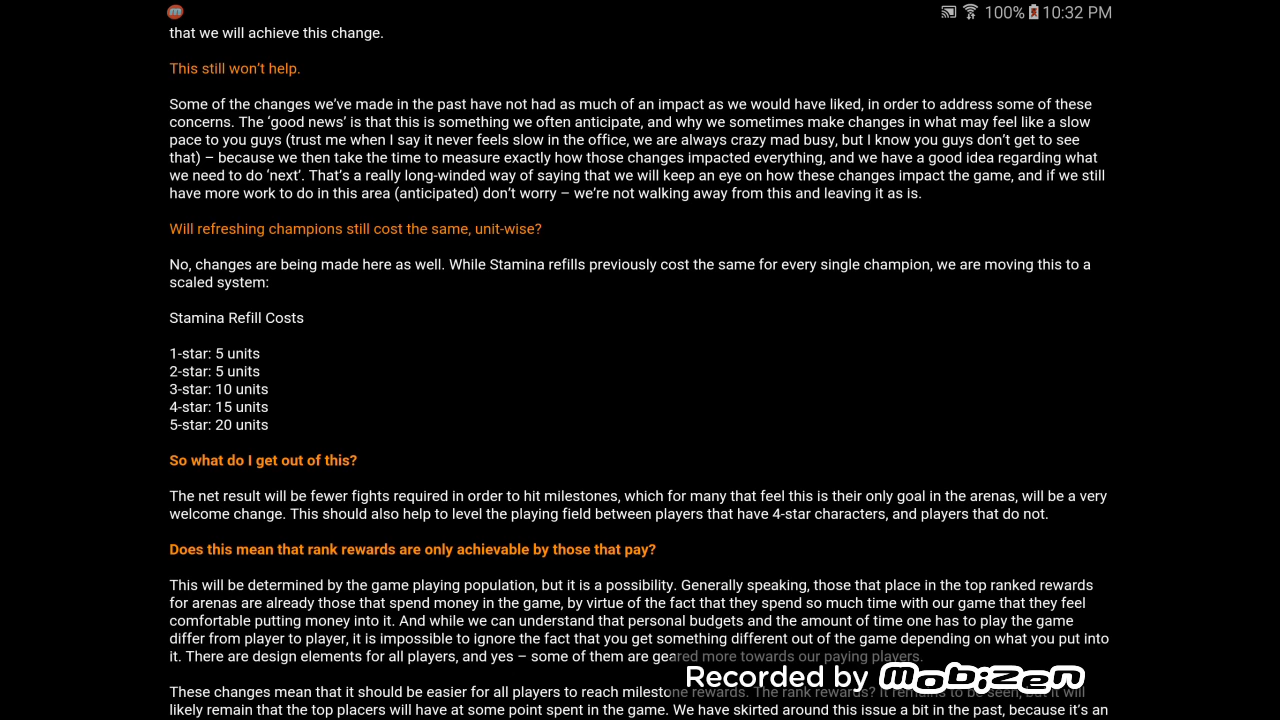 100% 10:32 PM
that we will achieve this change.
This still won’t help.
Some of the changes we’ve made in the past have not had as much of an impact as we would have liked, in order to address some of these
concerns. The ‘good news’ is that this is something we often anticipate, and why we sometimes make changes in what may feel like a slow
pace to you guys (trust me when I say it never feels slow in the office, we are always crazy mad busy, but I know you guys don’t get to see
that) – because we then take the time to measure exactly how those changes impacted everything, and we have a good idea regarding what
we need to do ‘next’. That’s a really long-winded way of saying that we will keep an eye on how these changes impact the game, and if we still
have more work to do in this area (anticipated) don’t worry – we’re not walking away from this and leaving it as is.
Will refreshing champions still cost the same, unit-wise?
No, changes are being made here as well. While Stamina refills previously cost the same for every single champion, we are moving this to a
scaled system:
Stamina Refill Costs
1-star: 5 units
2-star: 5 units
3-star: 10 units
4-star: 15 units
5-star: 20 units
So what do I get out of this?
The net result will be fewer fights required in order to hit milestones, which for many that feel this is their only goal in the arenas, will be a very
welcome change. This should also help to level the playing field between players that have 4-star characters, and players that do not.
Does this mean that rank rewards are only achievable by those that pay?
This will be determined by the game playing population, but it is a possibility. Generally speaking, those that place in the top ranked rewards
for arenas are already those that spend money in the game, by virtue of the fact that they spend so much time with our game that they feel
comfortable putting money into it. And while we can understand that personal budgets and the amount of time one has to play the game
differ from player to player, it is impossible to ignore the fact that you get something different out of the game depending on what you put into
it. There are design elements for all players, and yes – some of them are geared more towards our paying players.
Recorded by mobizen
These changes mean that it should be easier for all players to reach milestone rewards. The rank rewards? It remains to be seen, but it will
likely remain that the top placers will have at some point spent in the game. We have skirted around this issue a bit in the past, because it’s an